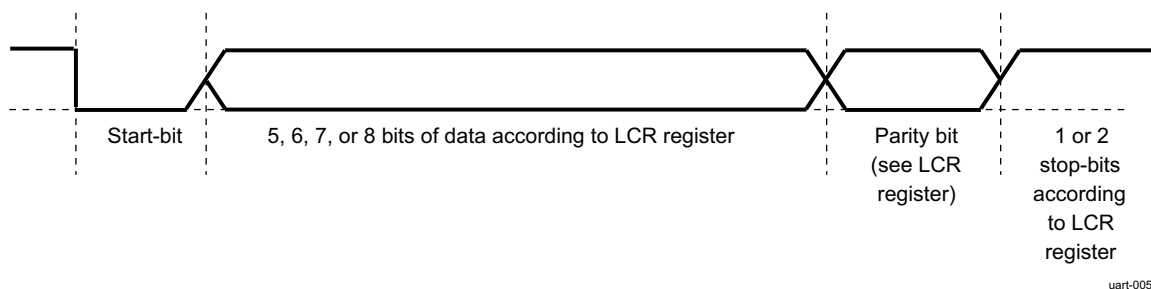 Start-bit
5, 6, 7, or 8 bits of data according to LCR register
Parity bit
(see LCR
register)
1 or 2
stop-bits
according
to LCR
register
uart-005